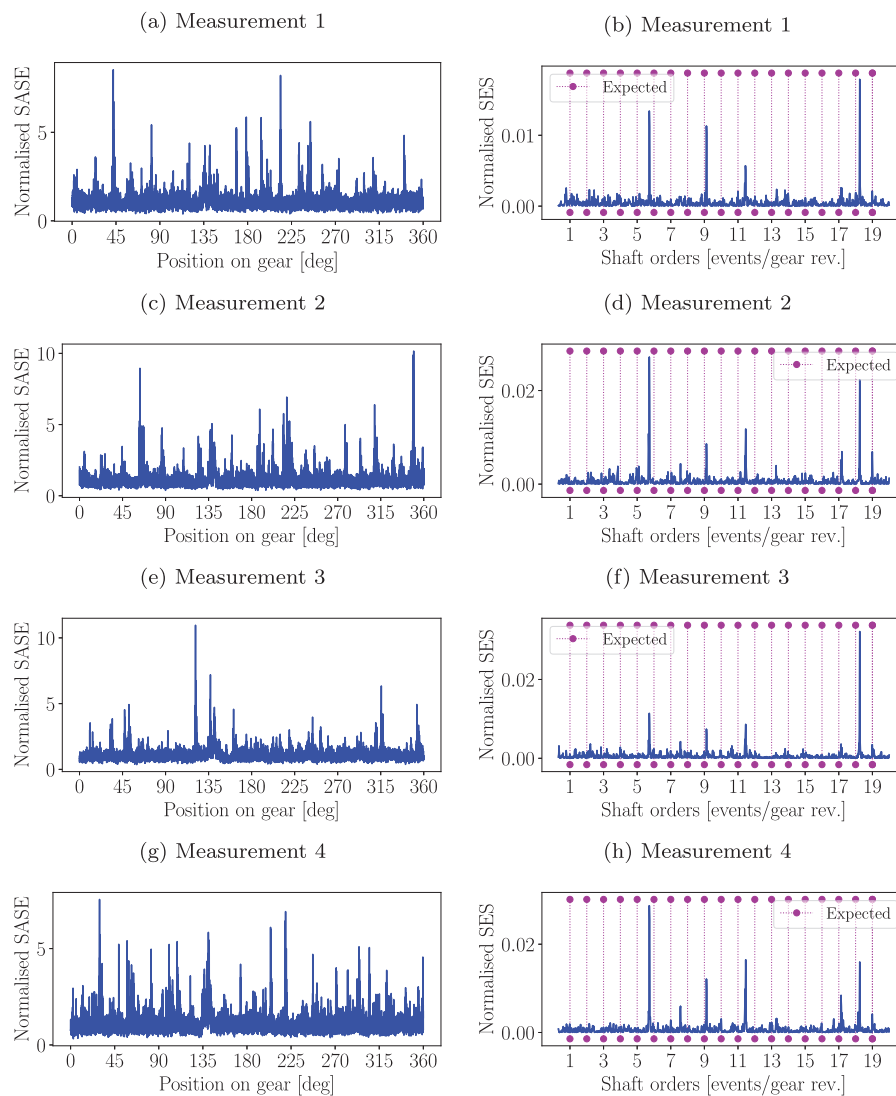 (a) Measurement 1
Normalised SASE
5
0
0 45 90 135 180 225 270 315 360
Position on gear [deg]
(b) Measurement 1
Normalised SES
0.01
0.00
Expected
1 3 5 7 9 11 13 15 17 19
Shaft orders [events/gear rev.]
(c) Measurement 2
Normalised SASE
10
5
0
0 45 90 135 180 225 270 315 360
Position on gear [deg]
(d) Measurement 2
Normalised SES
0.02
0.00
Expected
1 3 5 7 9 11 13 15 17 19
Shaft orders [events/gear rev.]
(e) Measurement 3
Normalised SASE
10
5
0
0 45 90 135 180 225 270 315 360
Position on gear [deg]
(f) Measurement 3
Normalised SES
0.02
0.00
Expected
1 3 5 7 9 11 13 15 17 19
Shaft orders [events/gear rev.]
(g) Measurement 4
Normalised SASE
5
0
0 45 90 135 180 225 270 315 360
Position on gear [deg]
(h) Measurement 4
Normalised SES
0.02
0.00
Expected
1 3 5 7 9 11 13 15 17 19
Shaft orders [events/gear rev.]